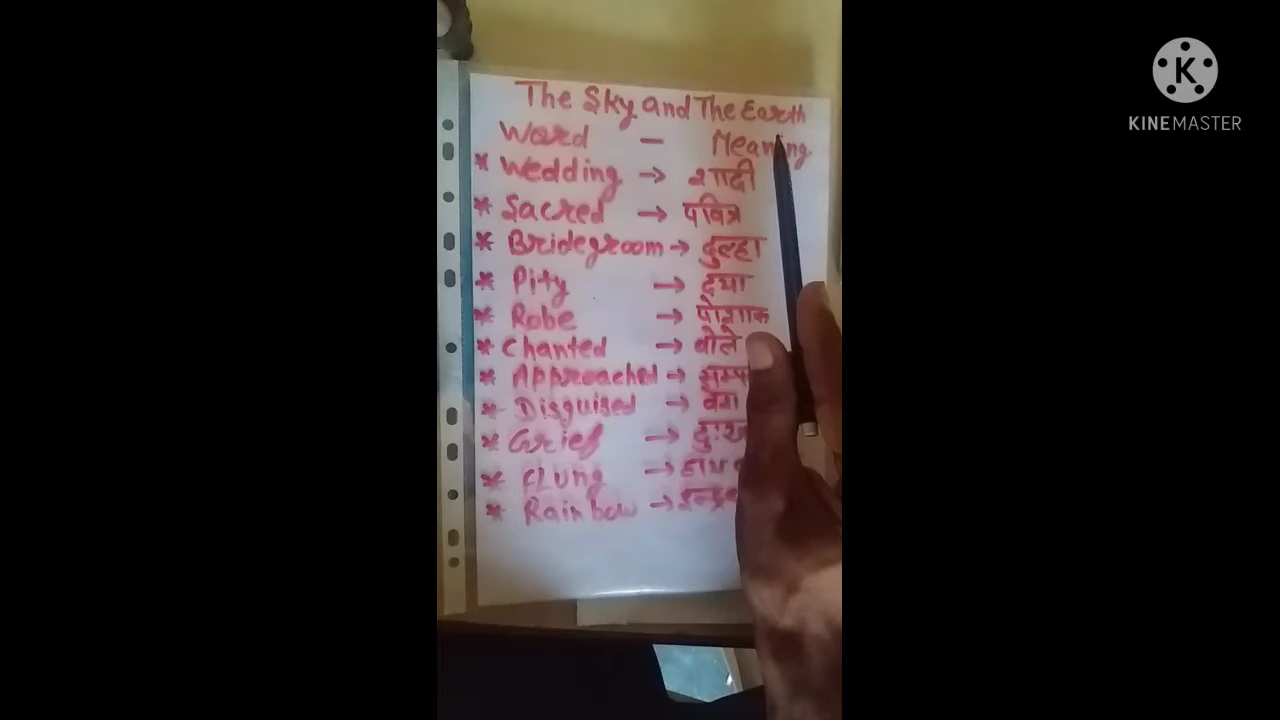 The Sky and The Earth
Word — Meaning
* Wedding → शादी
* Sacred → पवित्र
* Bridegroom → दुल्हा
* Pity → दया
* Robe → पोशाक
* Chanted → बोले
* Approached →
* Disguised →
* Grief →
* Flung →
* Rainbow →
K
KINEMASTER